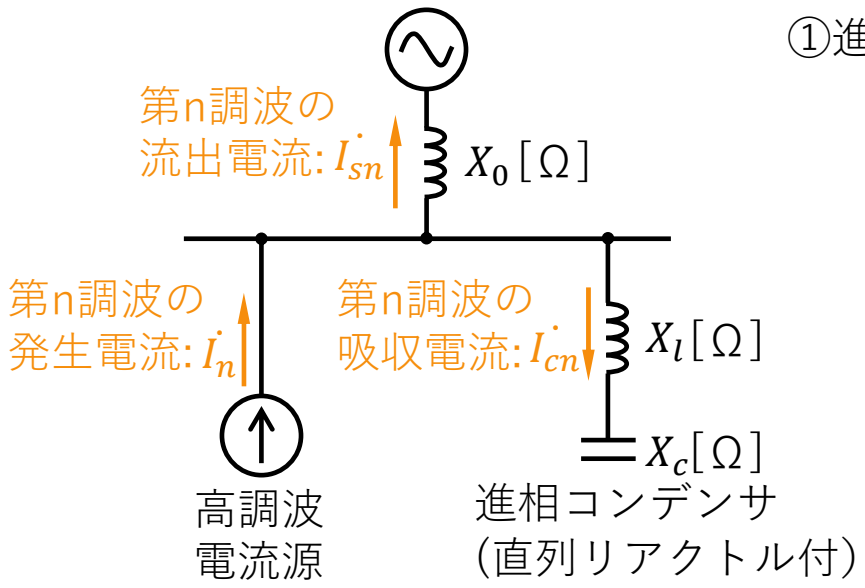 ①進
第n調波の
流出電流: İsn
X0[Ω]
第n調波の
発生電流: İn
第n調波の
吸収電流: İcn
Xl[Ω]
Xc[Ω]
高調波
電流源
進相コンデンサ
(直列リアクトル付)